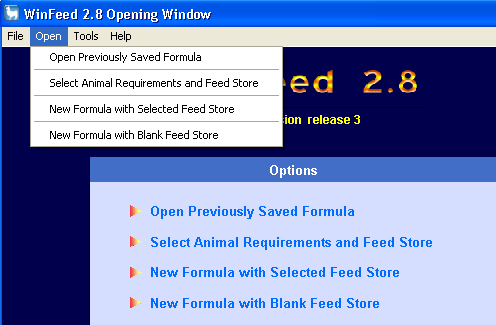 WinFeed 2.8 Opening Window
File Open Tools Help
Open Previously Saved Formula
Select Animal Requirements and Feed Store
New Formula with Selected Feed Store
New Formula with Blank Feed Store
eed 2.8
sion release 3
Options
Open Previously Saved Formula
Select Animal Requirements and Feed Store
New Formula with Selected Feed Store
New Formula with Blank Feed Store